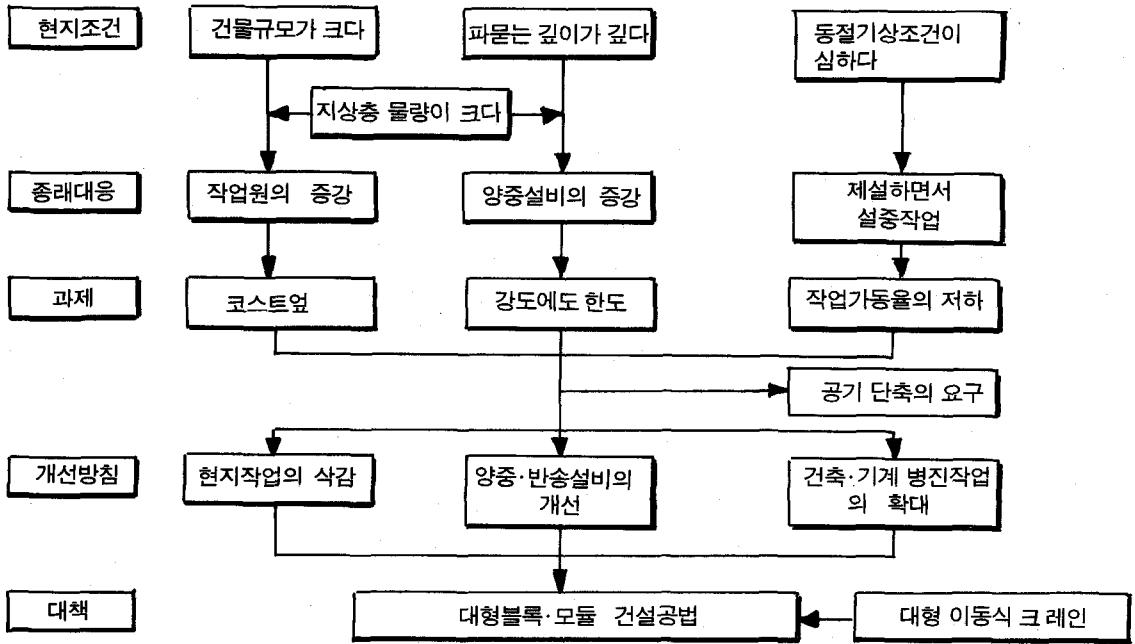 현지조건
건물규모가 크다
파묻는 깊이가 깊다
동절기상조건이
심하다
지상층 물량이 크다
종래대응
작업원의 증강
양중설비의 증강
제설하면서
설중작업
과제
코스트엎
강도에도 한도
작업가동율의 저하
공기 단축의 요구
개선방침
현지작업의 삭감
양중·반송설비의
개선
건축·기계 병진작업
의 확대
대책
대형블록·모듈 건설공법
대형 이동식 크레인